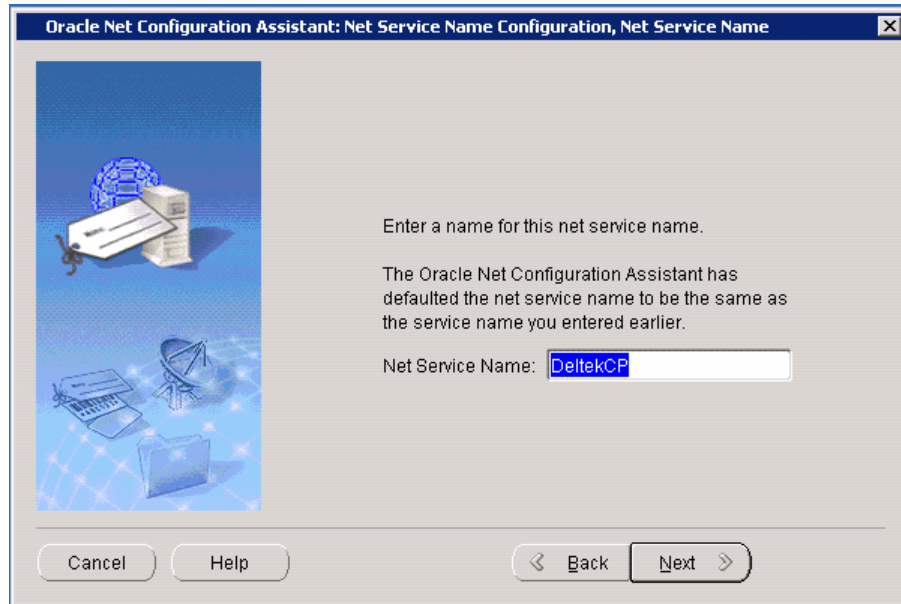 Oracle Net Configuration Assistant: Net Service Name Configuration, Net Service Name
Enter a name for this net service name.
The Oracle Net Configuration Assistant has
defaulted the net service name to be the same as
the service name you entered earlier.
Net Service Name: DeltekCP
Cancel Help Back Next